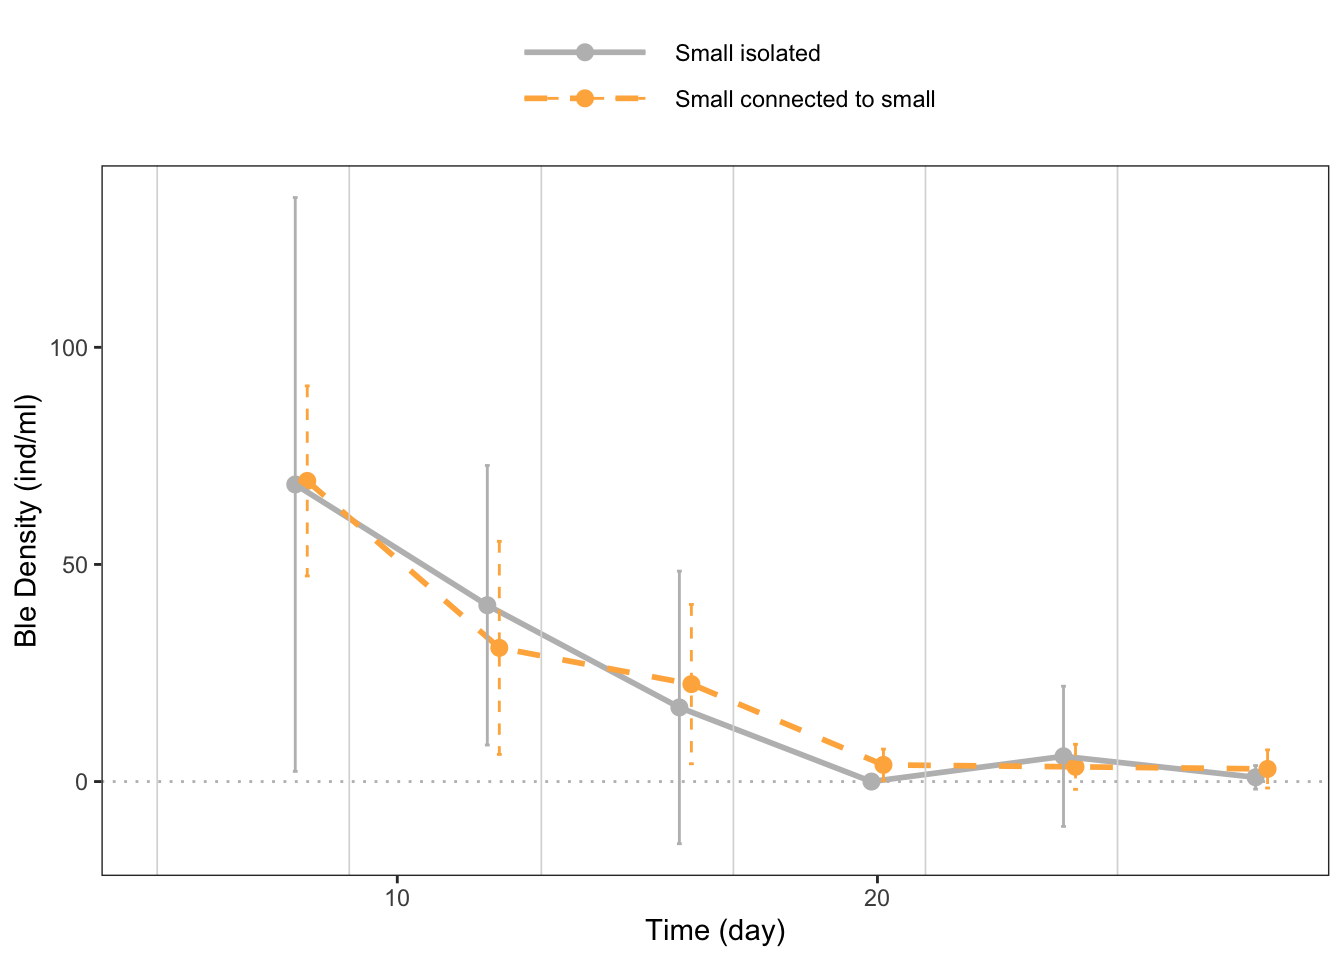 Small isolated
Small connected to small
100
50
0
Ble Density (ind/ml)
10 20
Time (day)